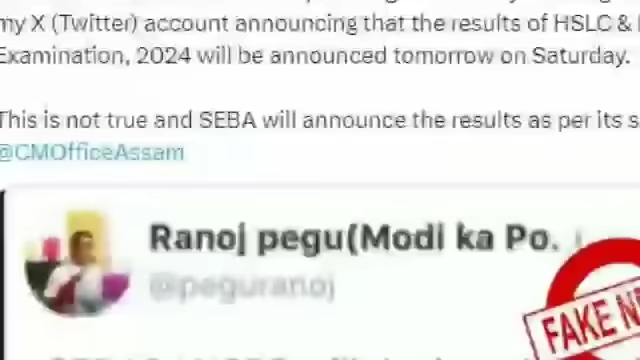 my X (Twitter) account announcing that the results of HSLC &
Examination, 2024 will be announced tomorrow on Saturday.
This is not true and SEBA will announce the results as per its s
@CMOfficeAssam
Ranoj pegu(Modi ka Po.
@peguranoj
FAKE NE